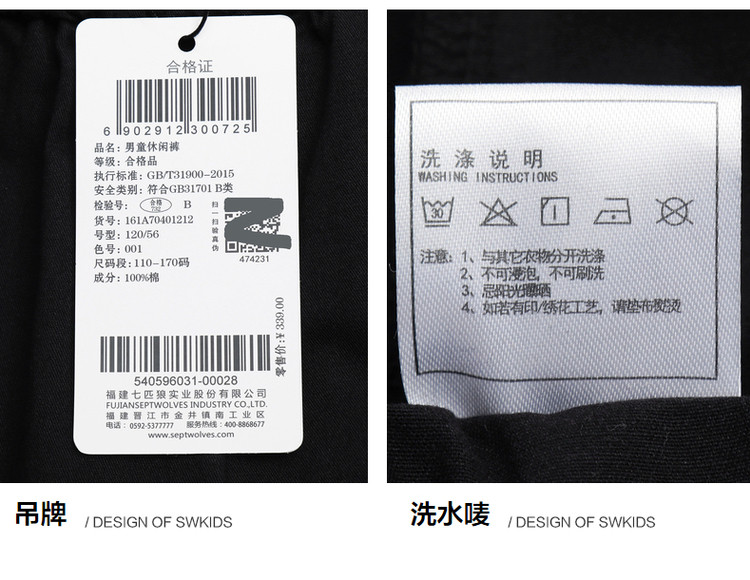 合格证
6 902912 300725
品名: 男童休闲裤
等级: 合格品
执行标准: GB/T31900-2015
安全类别: 符合GB31701 B类
检验号: 合格 B
货号: 161A70401212
号型: 120/56
色号: 001
尺码段: 110-170码
成分: 100%棉
扫一扫验真伪
474231
零售价: ¥ 339.00
540596031-00028
福建七匹狼实业股份有限公司
FUJIANSEPTWOLVES INDUSTRY CO.,LTD.
福建晋江市金井镇南工业区
电话: 0592-5377777 服务热线: 400-8868677
www.septwolves.com
洗涤说明
WASHING INSTRUCTIONS
30
注意: 1、与其它衣物分开洗涤
2、不可浸泡, 不可刷洗
3、忌阳光曝晒
4、如若有印/绣花工艺, 请垫布熨烫
吊牌 / DESIGN OF SWKIDS
洗水唛 / DESIGN OF SWKIDS